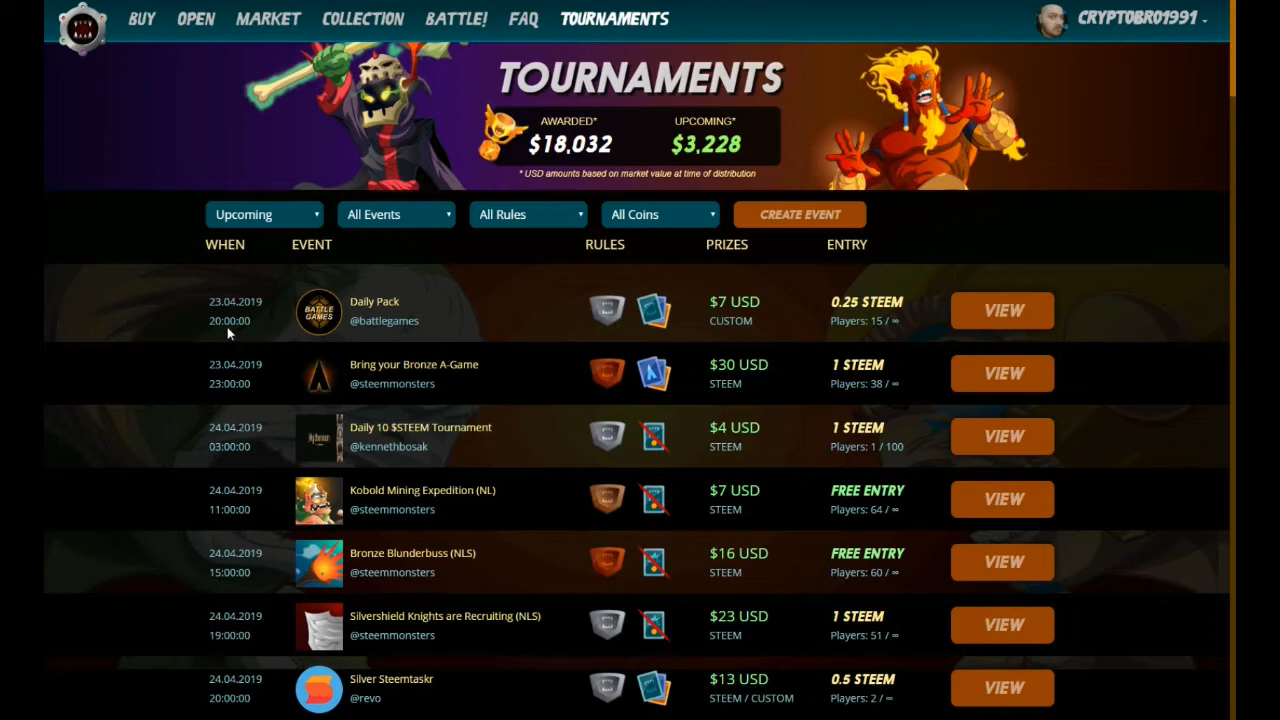 BUY OPEN MARKET COLLECTION BATTLE! FAQ TOURNAMENTS CRYPT0BR01991
TOURNAMENTS
AWARDED* UPCOMING*
$18,032 $3,228
* USD amounts based on market value at time of distribution
Upcoming All Events All Rules All Coins CREATE EVENT
WHEN EVENT RULES PRIZES ENTRY
23.04.2019 Daily Pack $7 USD 0.25 STEEM
20:00:00 BATTLE GAMES @battlegames CUSTOM Players: 15 / ∞ VIEW
23.04.2019 Bring your Bronze A-Game $30 USD 1 STEEM
23:00:00 @steemmonsters STEEM Players: 38 / ∞ VIEW
24.04.2019 Daily 10 $STEEM Tournament $4 USD 1 STEEM
03:00:00 @kennethbosak STEEM Players: 1 / 100 VIEW
24.04.2019 Kobold Mining Expedition (NL) $7 USD FREE ENTRY
11:00:00 @steemmonsters STEEM Players: 64 / ∞ VIEW
24.04.2019 Bronze Blunderbuss (NLS) $16 USD FREE ENTRY
15:00:00 @steemmonsters STEEM Players: 60 / ∞ VIEW
24.04.2019 Silvershield Knights are Recruiting (NLS) $23 USD 1 STEEM
19:00:00 @steemmonsters STEEM Players: 51 / ∞ VIEW
24.04.2019 Silver Steemtaskr $13 USD 0.5 STEEM
20:00:00 @revo STEEM / CUSTOM Players: 2 / ∞ VIEW